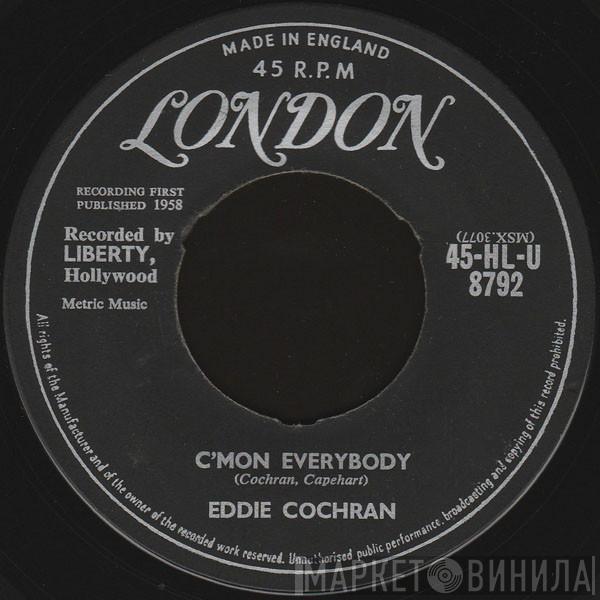 MADE IN ENGLAND
45 R.P.M
LONDON
RECORDING FIRST
PUBLISHED 1958
Recorded by
LIBERTY,
Hollywood
Metric Music
(MSX.3077)
45-HL-U
8792
C'MON EVERYBODY
(Cochran, Capehart)
EDDIE COCHRAN
All rights of the Manufacturer and of the owner of the recorded work reserved. Unauthorised public performance, broadcasting and copying of this record prohibited.
МАРКЕТ ВИНИЛА